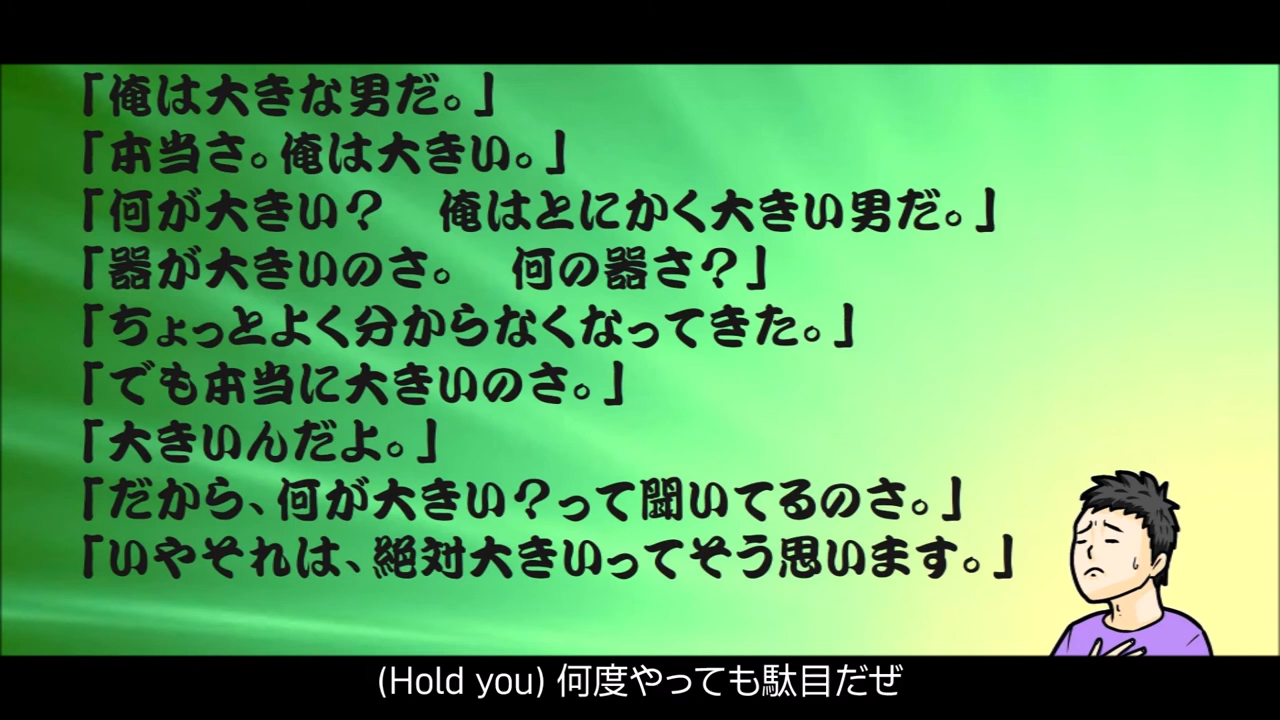 「俺は大きな男だ。」
「本当さ。俺は大きい。」
「何が大きい？　俺はとにかく大きい男だ。」
「器が大きいのさ。　何の器さ？」
「ちょっとよく分からなくなってきた。」
「でも本当に大きいのさ。」
「大きいんだよ。」
「だから、何が大きい？って聞いてるのさ。」
「いやそれは、絶対大きいってそう思います。」
(Hold you) 何度やっても駄目だぜ